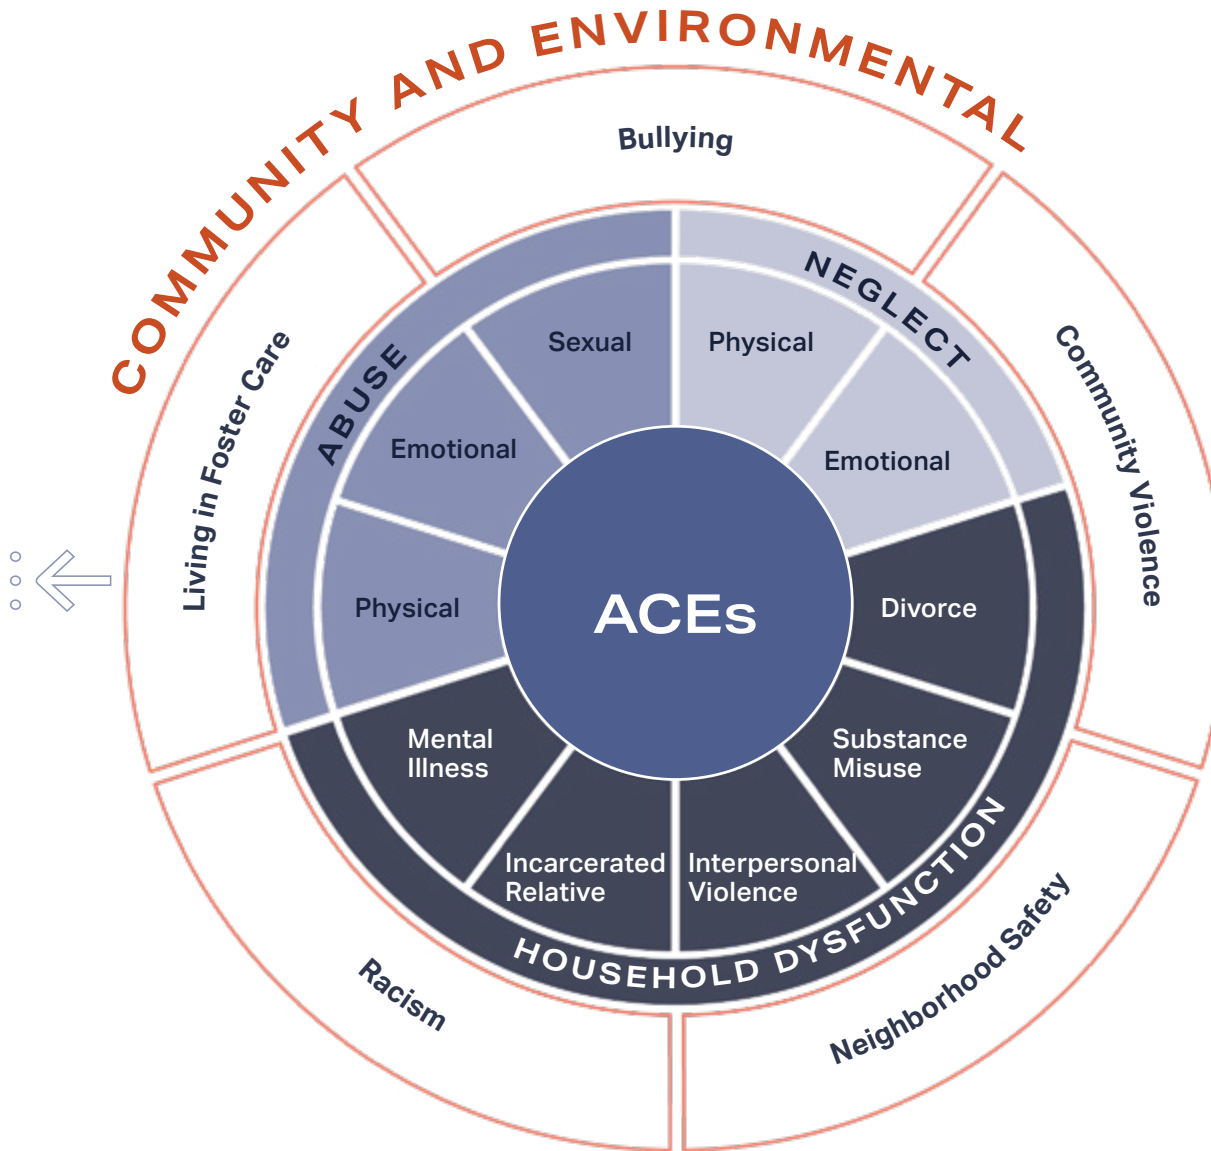 COMMUNITY AND ENVIRONMENTAL
Bullying
Community Violence
Neighborhood Safety
Racism
Living in Foster Care
ABUSE
Sexual
Emotional
Physical
NEGLECT
Physical
Emotional
HOUSEHOLD DYSFUNCTION
Divorce
Substance
Misuse
Interpersonal
Violence
Incarcerated
Relative
Mental
Illness
ACEs